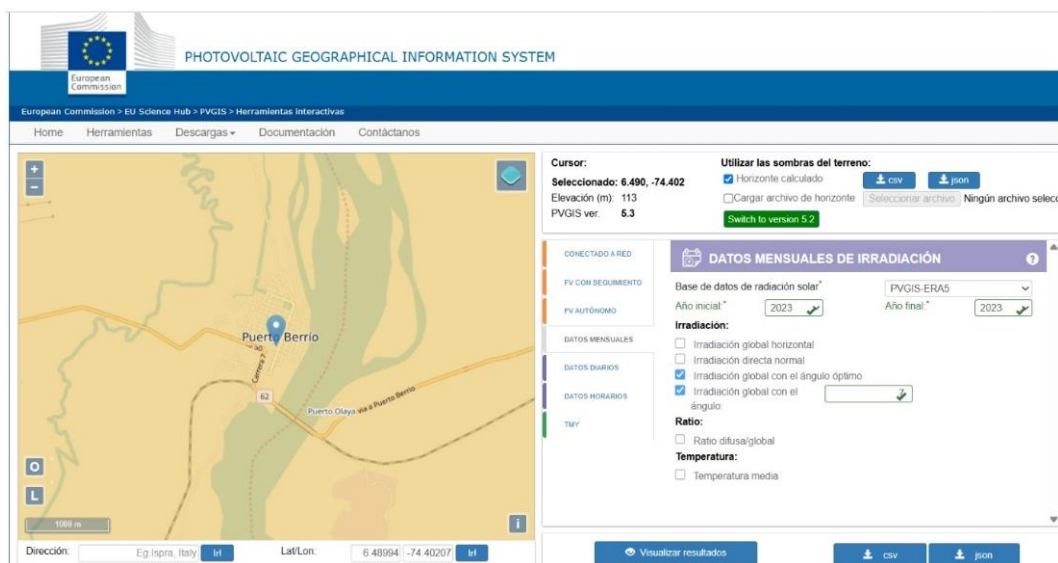 European
Commission
PHOTOVOLTAIC GEOGRAPHICAL INFORMATION SYSTEM
European Commission > EU Science Hub > PVGIS > Herramientas interactivas
Home Herramientas Descargas Documentación Contáctanos
+
−
Puerto Berrío
Carrera 7
62
Puerto Olaya vía a Puerto Berrío
O
L
1000 m
i
Dirección: Eg.Ispra, Italy Ir! Lat/Lon: 6.48994 -74.40207 Ir!
Cursor:
Seleccionado: 6.490, -74.402
Elevación (m): 113
PVGIS ver. 5.3
Utilizar las sombras del terreno:
Horizonte calculado csv json
Cargar archivo de horizonte Seleccionar archivo Ningún archivo selecc
Switch to version 5.2
CONECTADO A RED
FV CON SEGUIMIENTO
FV AUTÓNOMO
DATOS MENSUALES
DATOS DIARIOS
DATOS HORARIOS
TMY
DATOS MENSUALES DE IRRADIACIÓN ?
Base de datos de radiación solar* PVGIS-ERA5
Año inicial:* 2023 Año final:* 2023
Irradiación:
Irradiación global horizontal
Irradiación directa normal
Irradiación global con el ángulo óptimo
Irradiación global con el
ángulo: 7
Ratio:
Ratio difusa/global
Temperatura:
Temperatura media
Visualizar resultados csv json